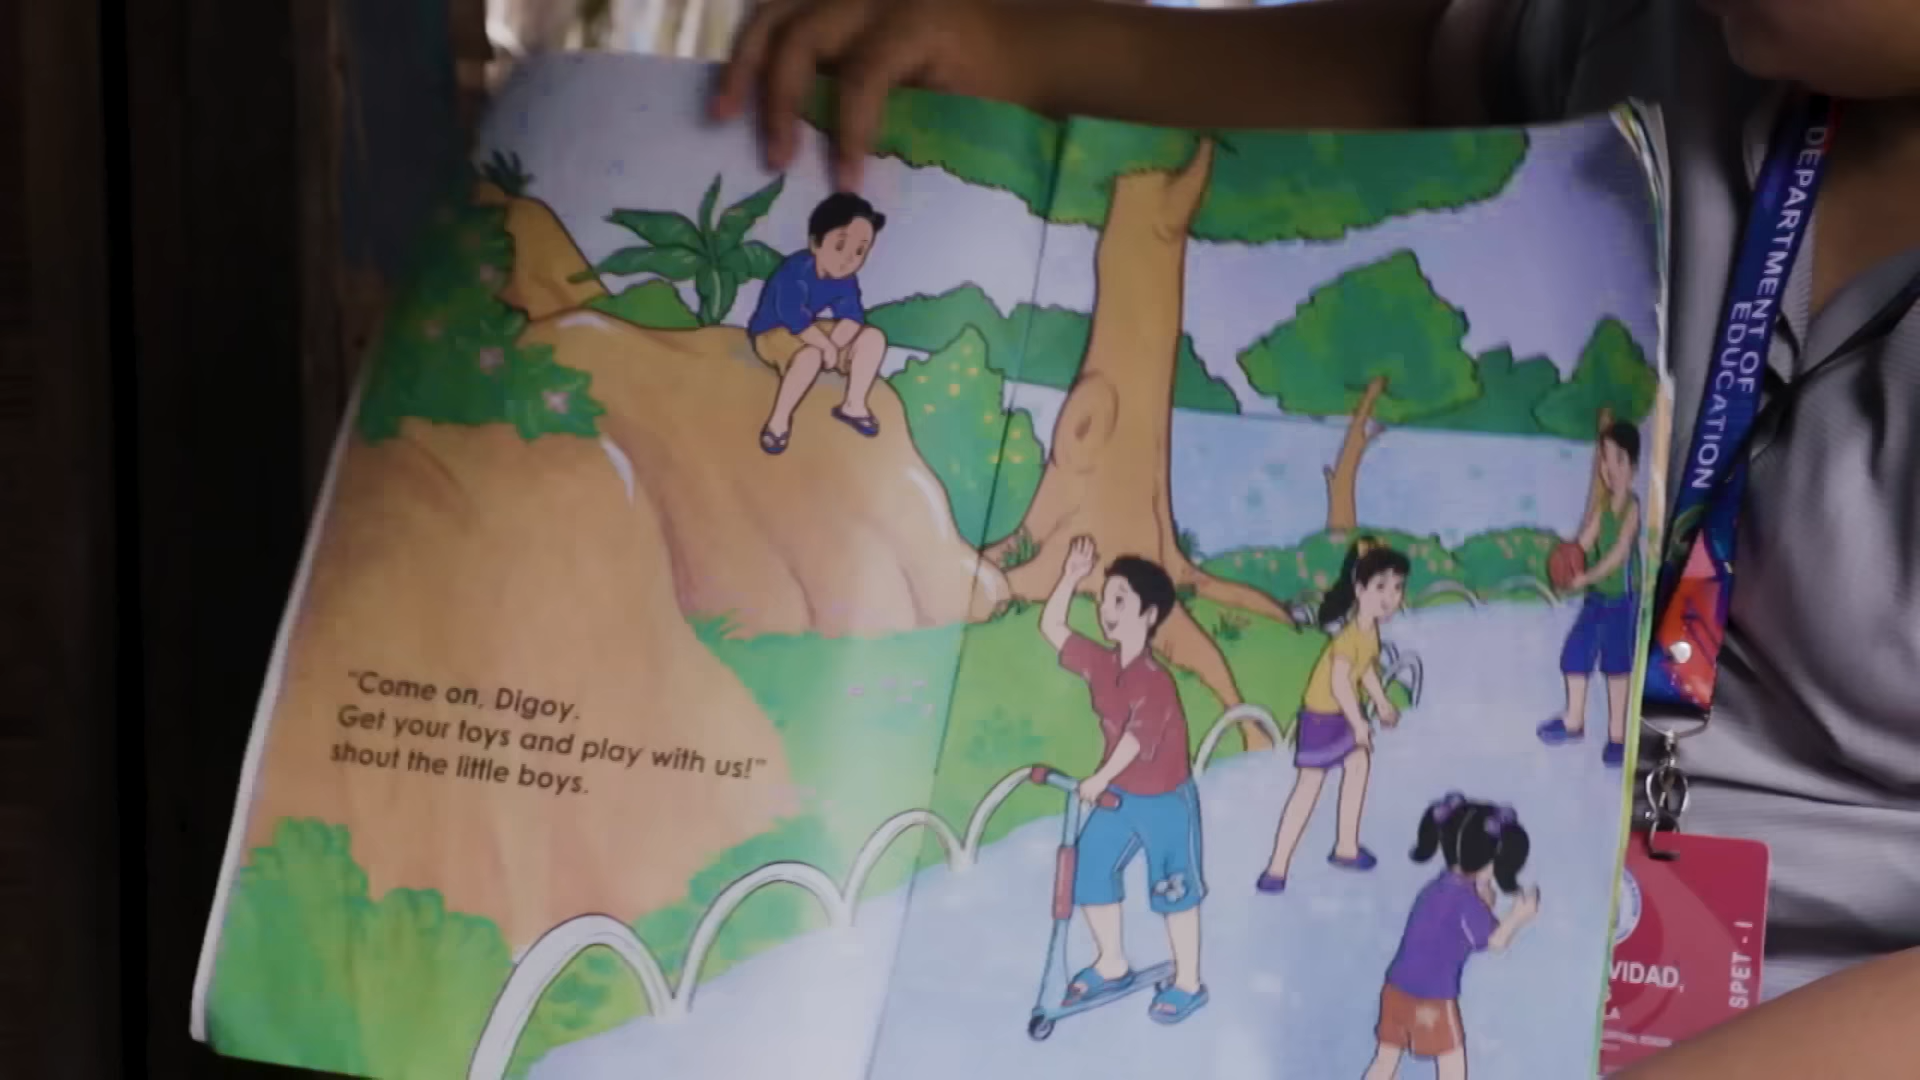 "Come on, Digoy.
Get your toys and play with us!"
shout the little boys.
DEPARTMENT OF
EDUCATION
VIDAD,
SPET - I